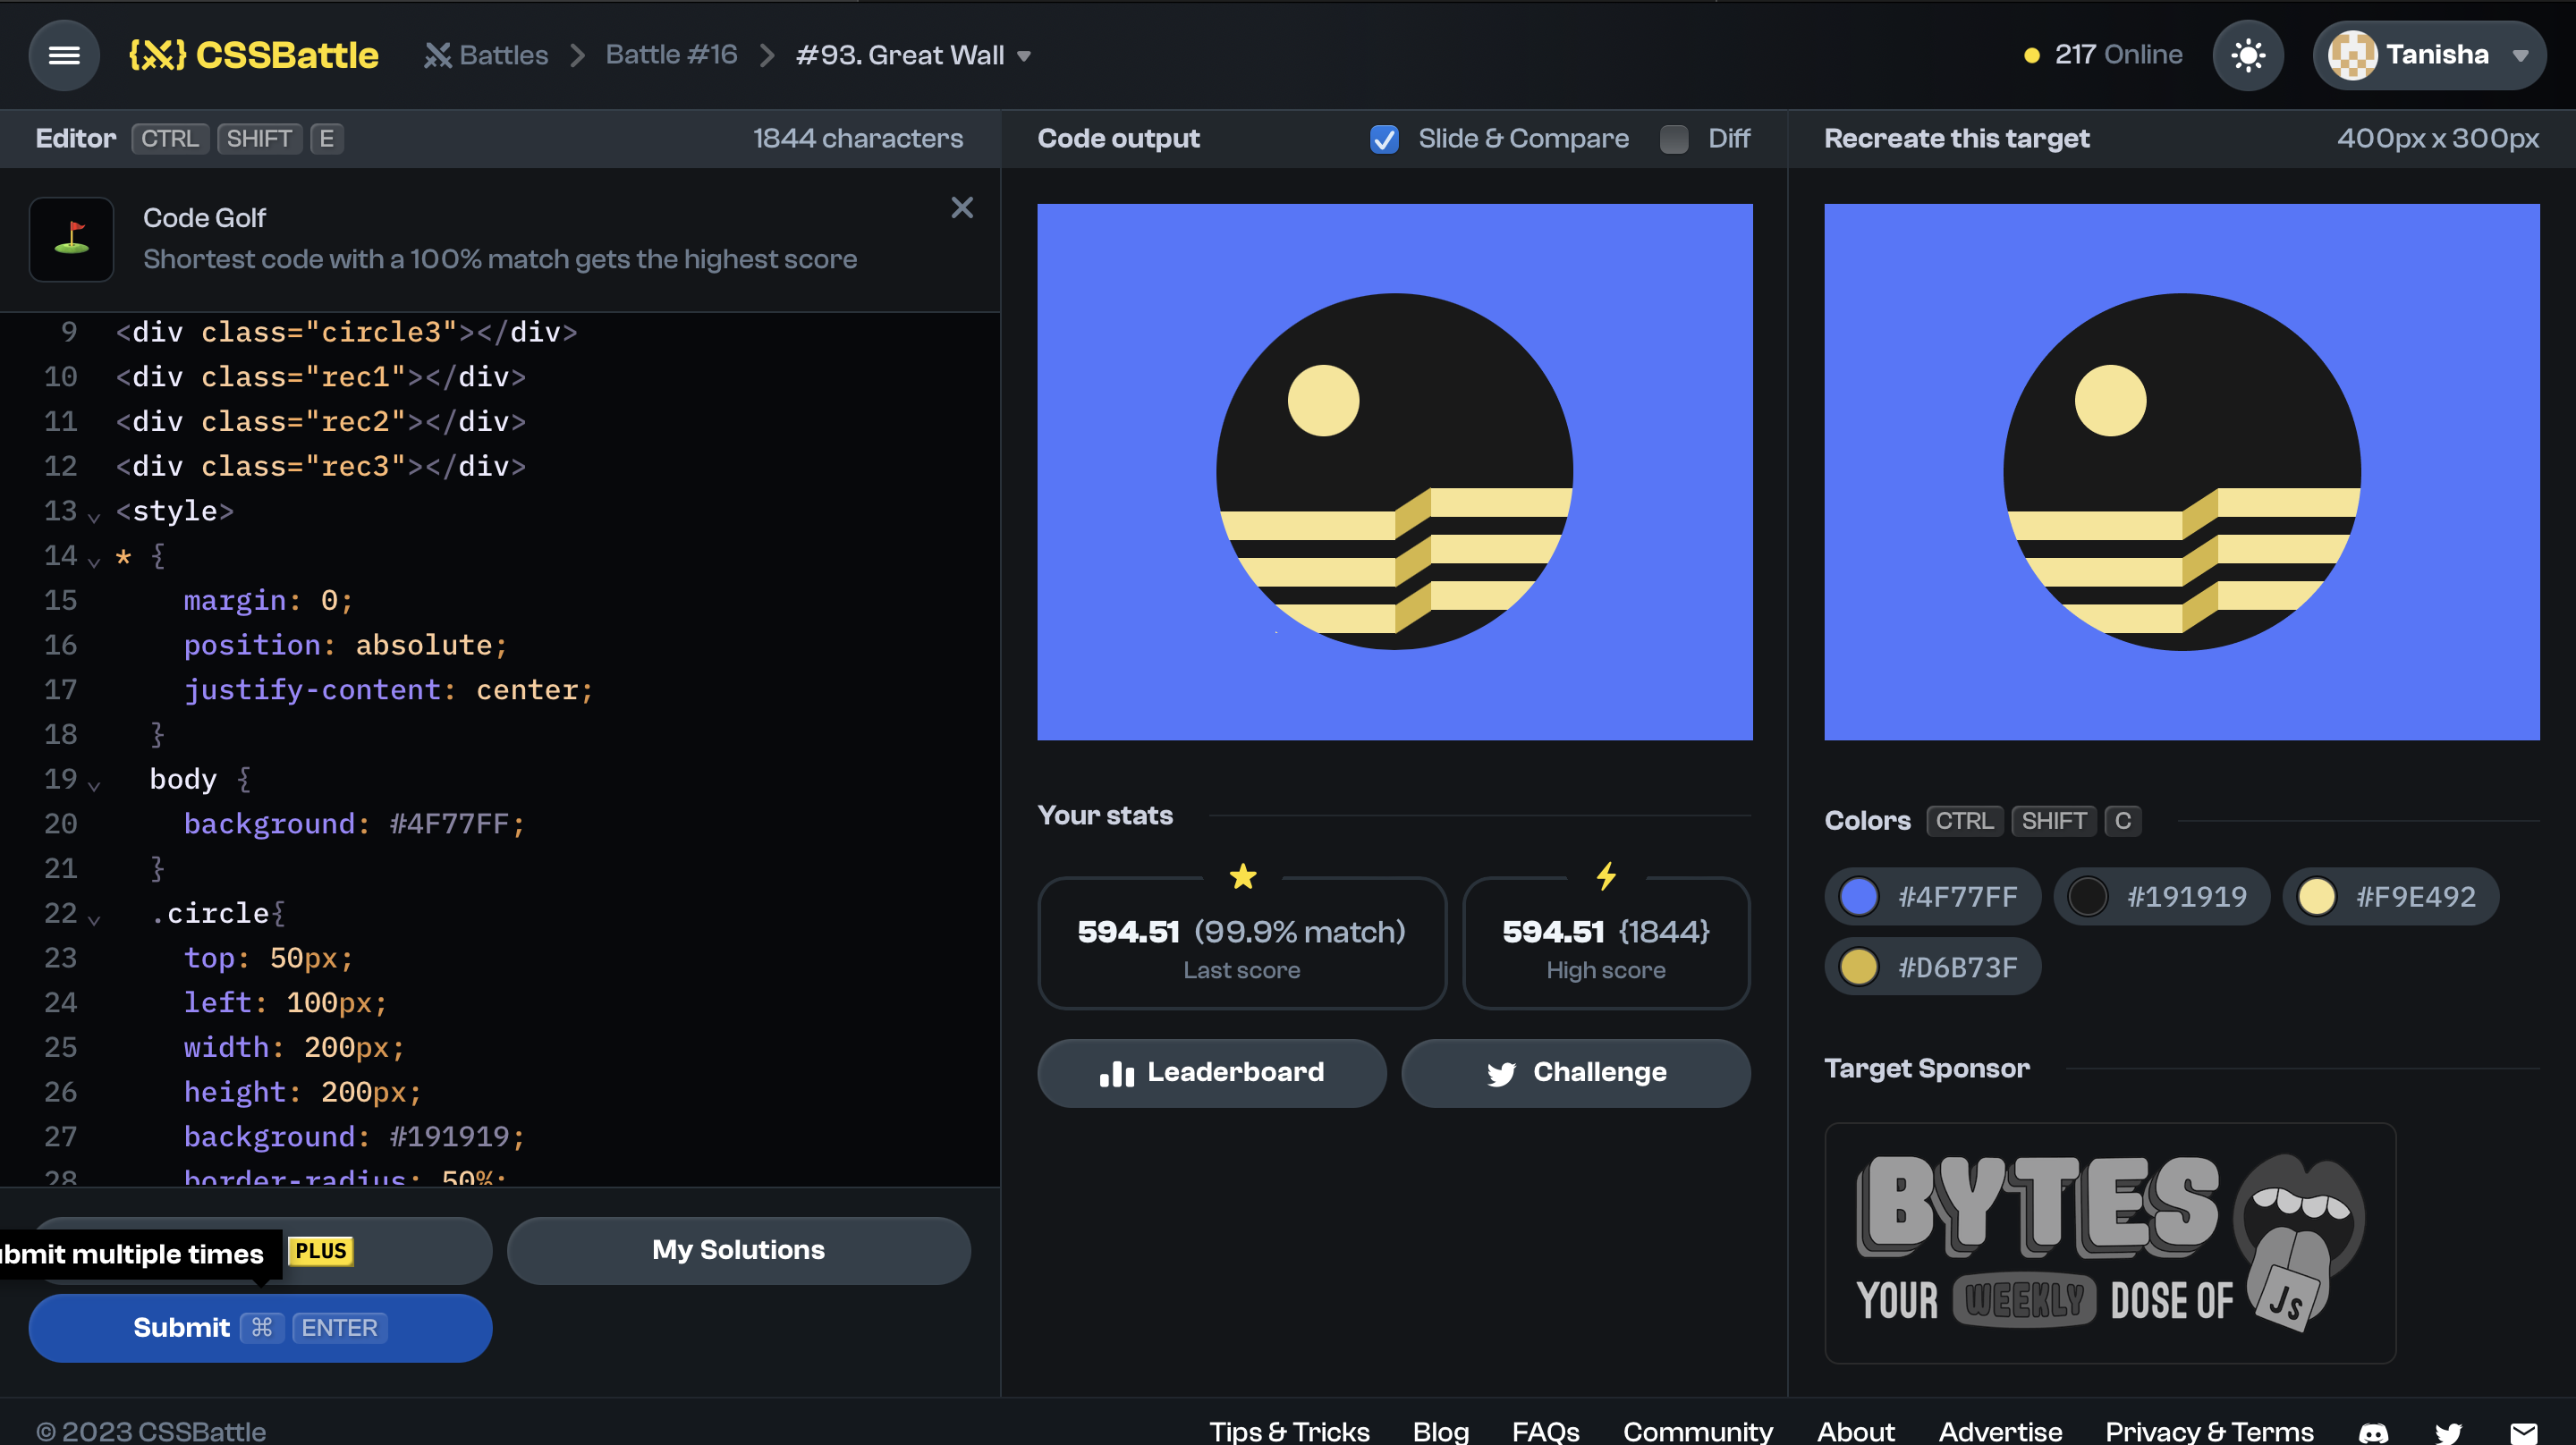 {X} CSSBattle
Battles > Battle #16 > #93. Great Wall
217 Online
Tanisha
Editor CTRL SHIFT E
1844 characters
Code Golf
Shortest code with a 100% match gets the highest score
9 <div class="circle3"></div>
10 <div class="rec1"></div>
11 <div class="rec2"></div>
12 <div class="rec3"></div>
13 <style>
14 * {
15 margin: 0;
16 position: absolute;
17 justify-content: center;
18 }
19 body {
20 background: #4F77FF;
21 }
22 .circle{
23 top: 50px;
24 left: 100px;
25 width: 200px;
26 height: 200px;
27 background: #191919;
28 border-radius: 50%;
ubmit multiple times
PLUS
My Solutions
Submit ⌘ ENTER
Code output
Slide & Compare
Diff
Your stats
594.51 (99.9% match)
Last score
594.51 {1844}
High score
Leaderboard
Challenge
Recreate this target
400px x 300px
Colors CTRL SHIFT C
#4F77FF
#191919
#F9E492
#D6B73F
Target Sponsor
BYTES
YOUR WEEKLY DOSE OF
JS
© 2023 CSSBattle
Tips & Tricks
Blog
FAQs
Community
About
Advertise
Privacy & Terms